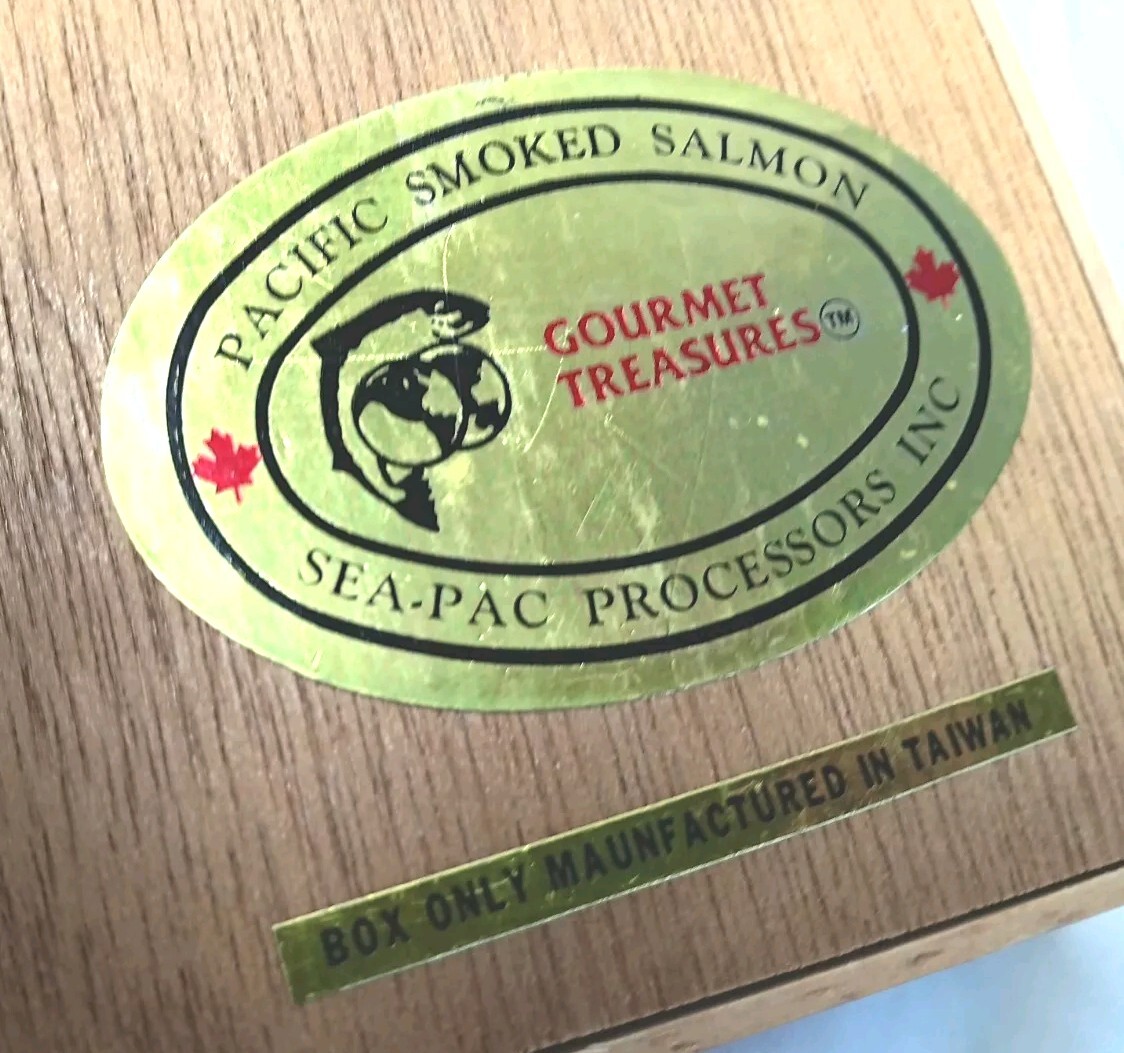 PACIFIC SMOKED SALMON
GOURMET
TREASURES™
SEA-PAC PROCESSORS INC
BOX ONLY MAUNFACTURED IN TAIWAN